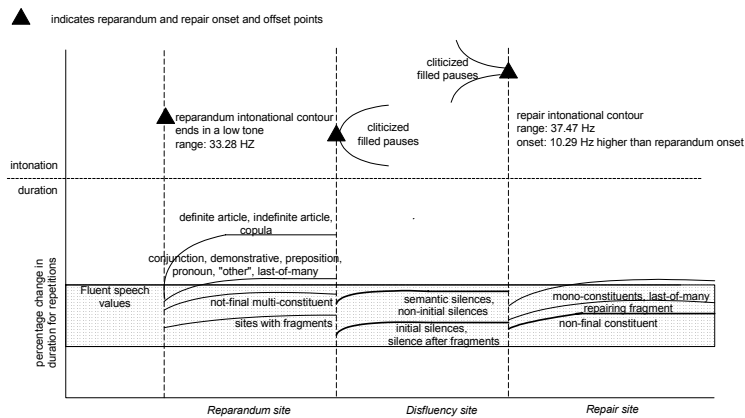 indicates reparandum and repair onset and offset points
cliticized
filled pauses
reparandum intonational contour
ends in a low tone
range: 33.28 HZ
cliticized
filled pauses
repair intonational contour
range: 37.47 Hz
onset: 10.29 Hz higher than reparandum onset
intonation
duration
definite article, indefinite article,
copula
conjunction, demonstrative, preposition,
pronoun, "other", last-of-many
Fluent speech
values
not-final multi-constituent
sites with fragments
semantic silences,
non-initial silences
initial silences,
silence after fragments
mono-constituents, last-of-many
repairing fragment
non-final constituent
percentage change in
duration for repetitions
Reparandum site
Disfluency site
Repair site